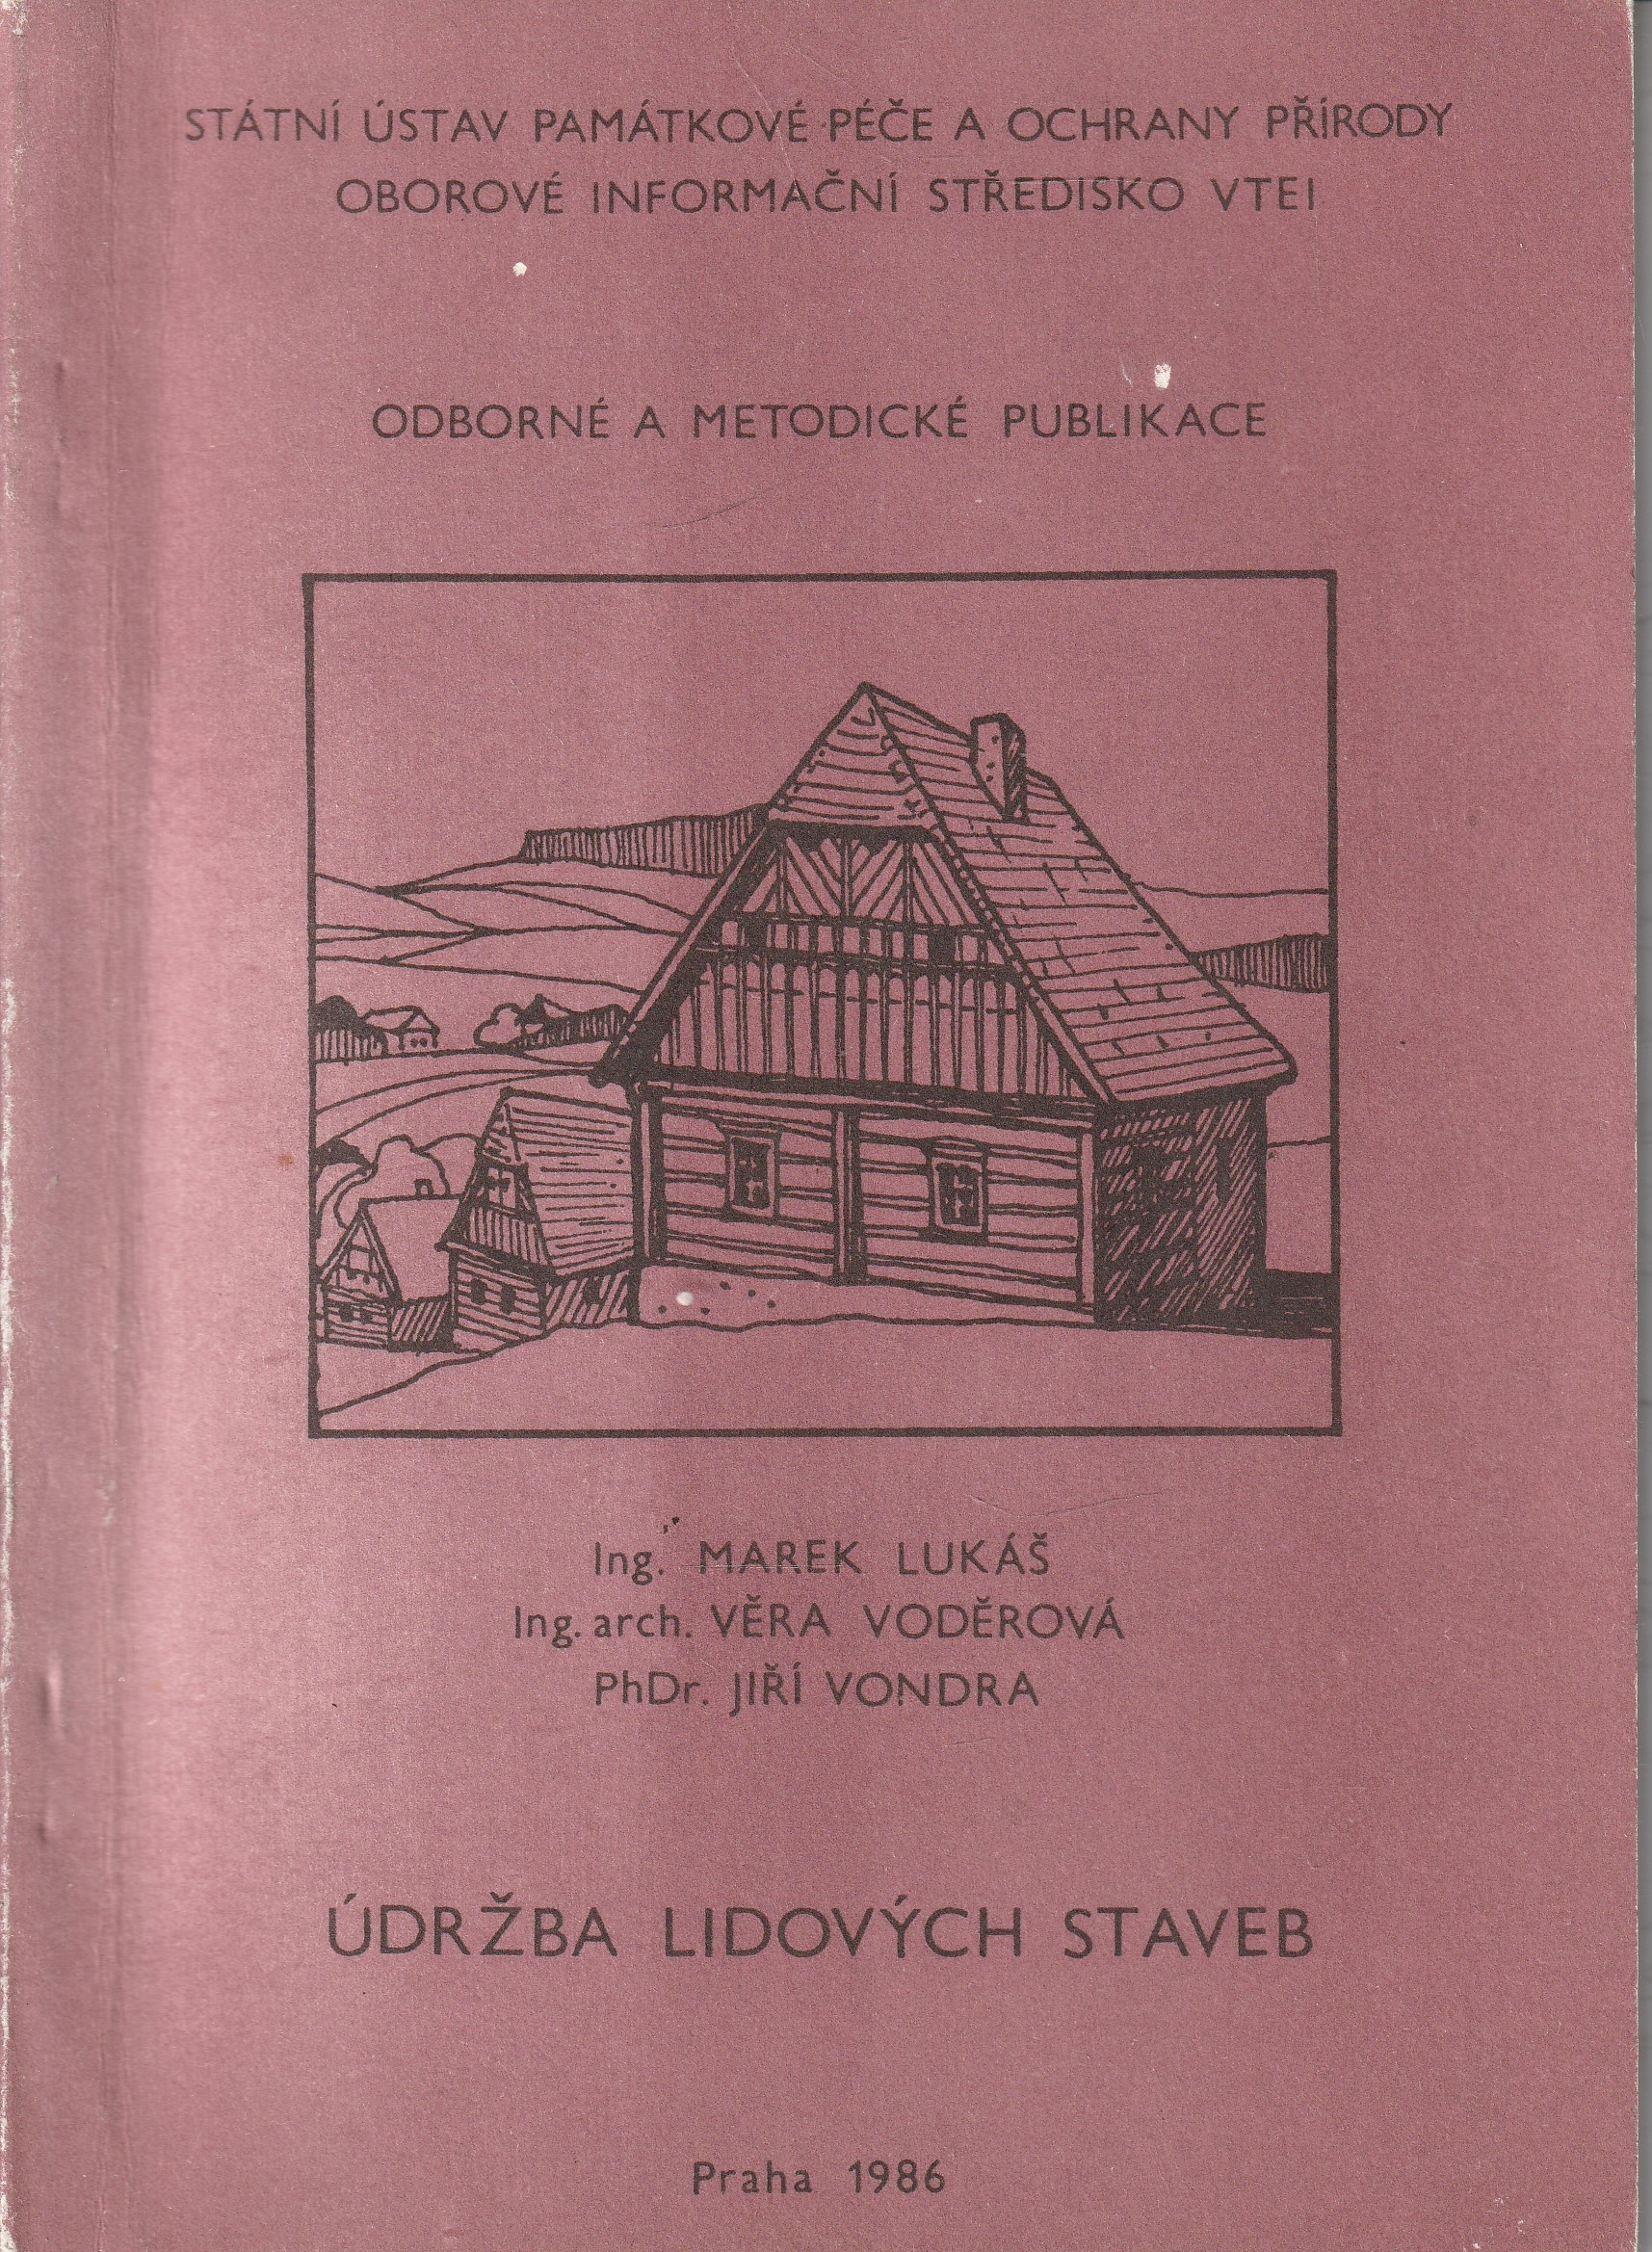 STÁTNÍ ÚSTAV PAMÁTKOVÉ PÉČE A OCHRANY PŘÍRODY
OBOROVÉ INFORMAČNÍ STŘEDISKO VTEI
ODBORNÉ A METODICKÉ PUBLIKACE
Ing. MAREK LUKÁŠ
Ing. arch. VĚRA VODĚROVÁ
PhDr. JIŘÍ VONDRA
ÚDRŽBA LIDOVÝCH STAVEB
Praha 1986